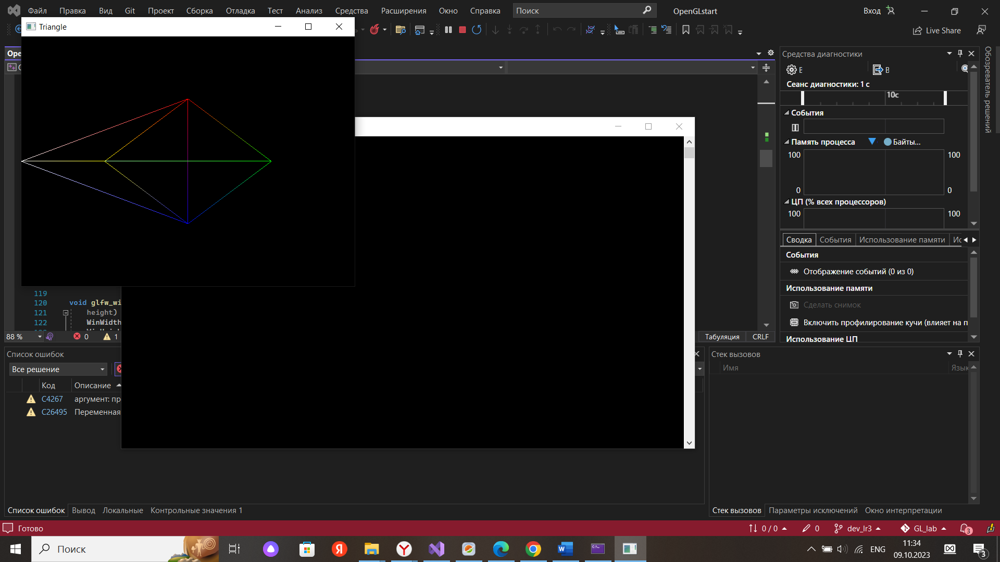 Файл Правка Вид Git Проект Сборка Отладка Тест Анализ Средства Расширения Окно Справка Поиск OpenGLstart Вход
Triangle
Live Share
Ope
Средства диагностики
Сеанс диагностики: 1 с
10с
События
Память процесса Байты...
100 100
0 0
ЦП (% всех процессоров)
100 100
Сводка События Использование памяти Ис
События
Отображение событий (0 из 0)
Использование памяти
Сделать снимок
Включить профилирование кучи (влияет на п
Использование ЦП
Обозреватель решений
119
120 void glfw_wi
121 height)
122 WinWidth
88 % 0 1 Табуляция CRLF
Список ошибок
Все решение
Код Описание
C4267 аргумент: пр
C26495 Переменная
Стек вызовов
Имя Язык
Список ошибок Вывод Локальные Контрольные значения 1
Стек вызовов Параметры исключений Окно интерпретации
Готово 0 / 0 0 dev_lr3 GL_lab 3
Поиск ENG 11:34
09.10.2023 3